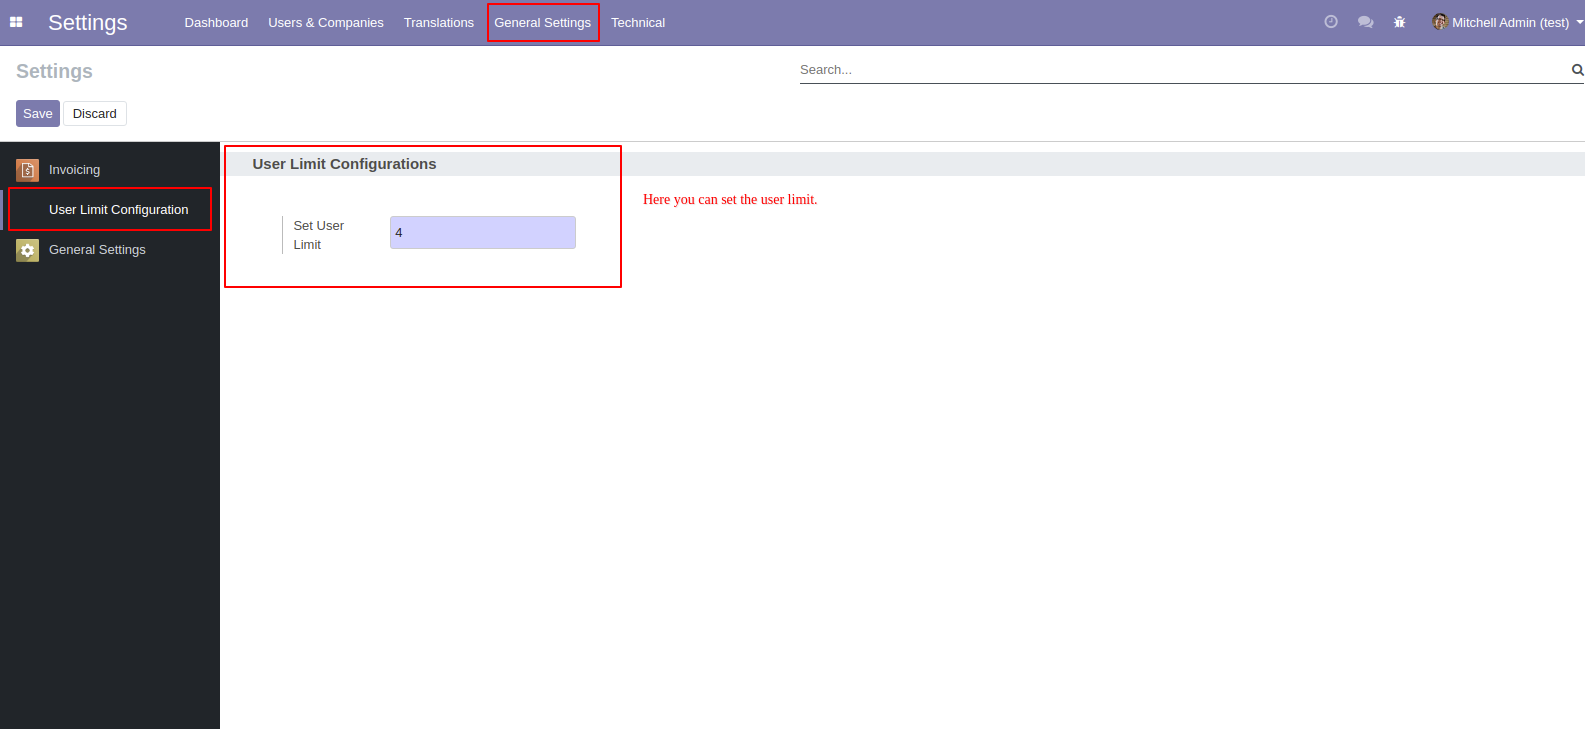 Settings Dashboard Users & Companies Translations General Settings Technical Mitchell Admin (test)
Settings
Search...
Save Discard
Invoicing
User Limit Configuration
General Settings
User Limit Configurations
Here you can set the user limit.
Set User
Limit
4